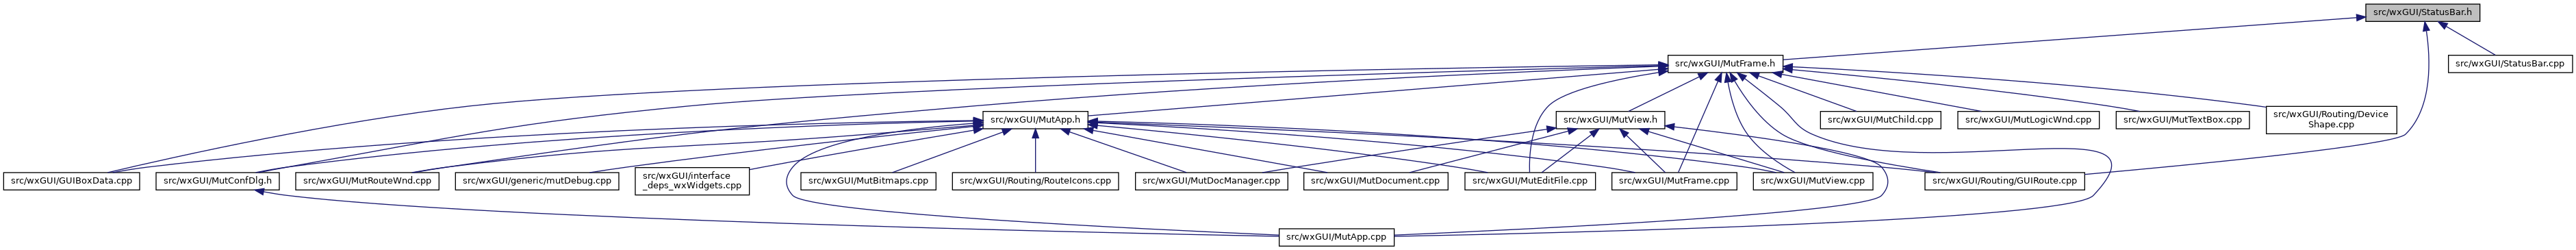 src/wxGUI/StatusBar.h
src/wxGUI/MutFrame.h
src/wxGUI/StatusBar.cpp
src/wxGUI/MutApp.h
src/wxGUI/MutView.h
src/wxGUI/MutChild.cpp
src/wxGUI/MutLogicWnd.cpp
src/wxGUI/MutTextBox.cpp
src/wxGUI/Routing/Device
Shape.cpp
src/wxGUI/GUIBoxData.cpp
src/wxGUI/MutConfDlg.h
src/wxGUI/MutRouteWnd.cpp
src/wxGUI/generic/mutDebug.cpp
src/wxGUI/interface
_deps_wxWidgets.cpp
src/wxGUI/MutBitmaps.cpp
src/wxGUI/Routing/RouteIcons.cpp
src/wxGUI/MutDocManager.cpp
src/wxGUI/MutDocument.cpp
src/wxGUI/MutEditFile.cpp
src/wxGUI/MutFrame.cpp
src/wxGUI/MutView.cpp
src/wxGUI/Routing/GUIRoute.cpp
src/wxGUI/MutApp.cpp